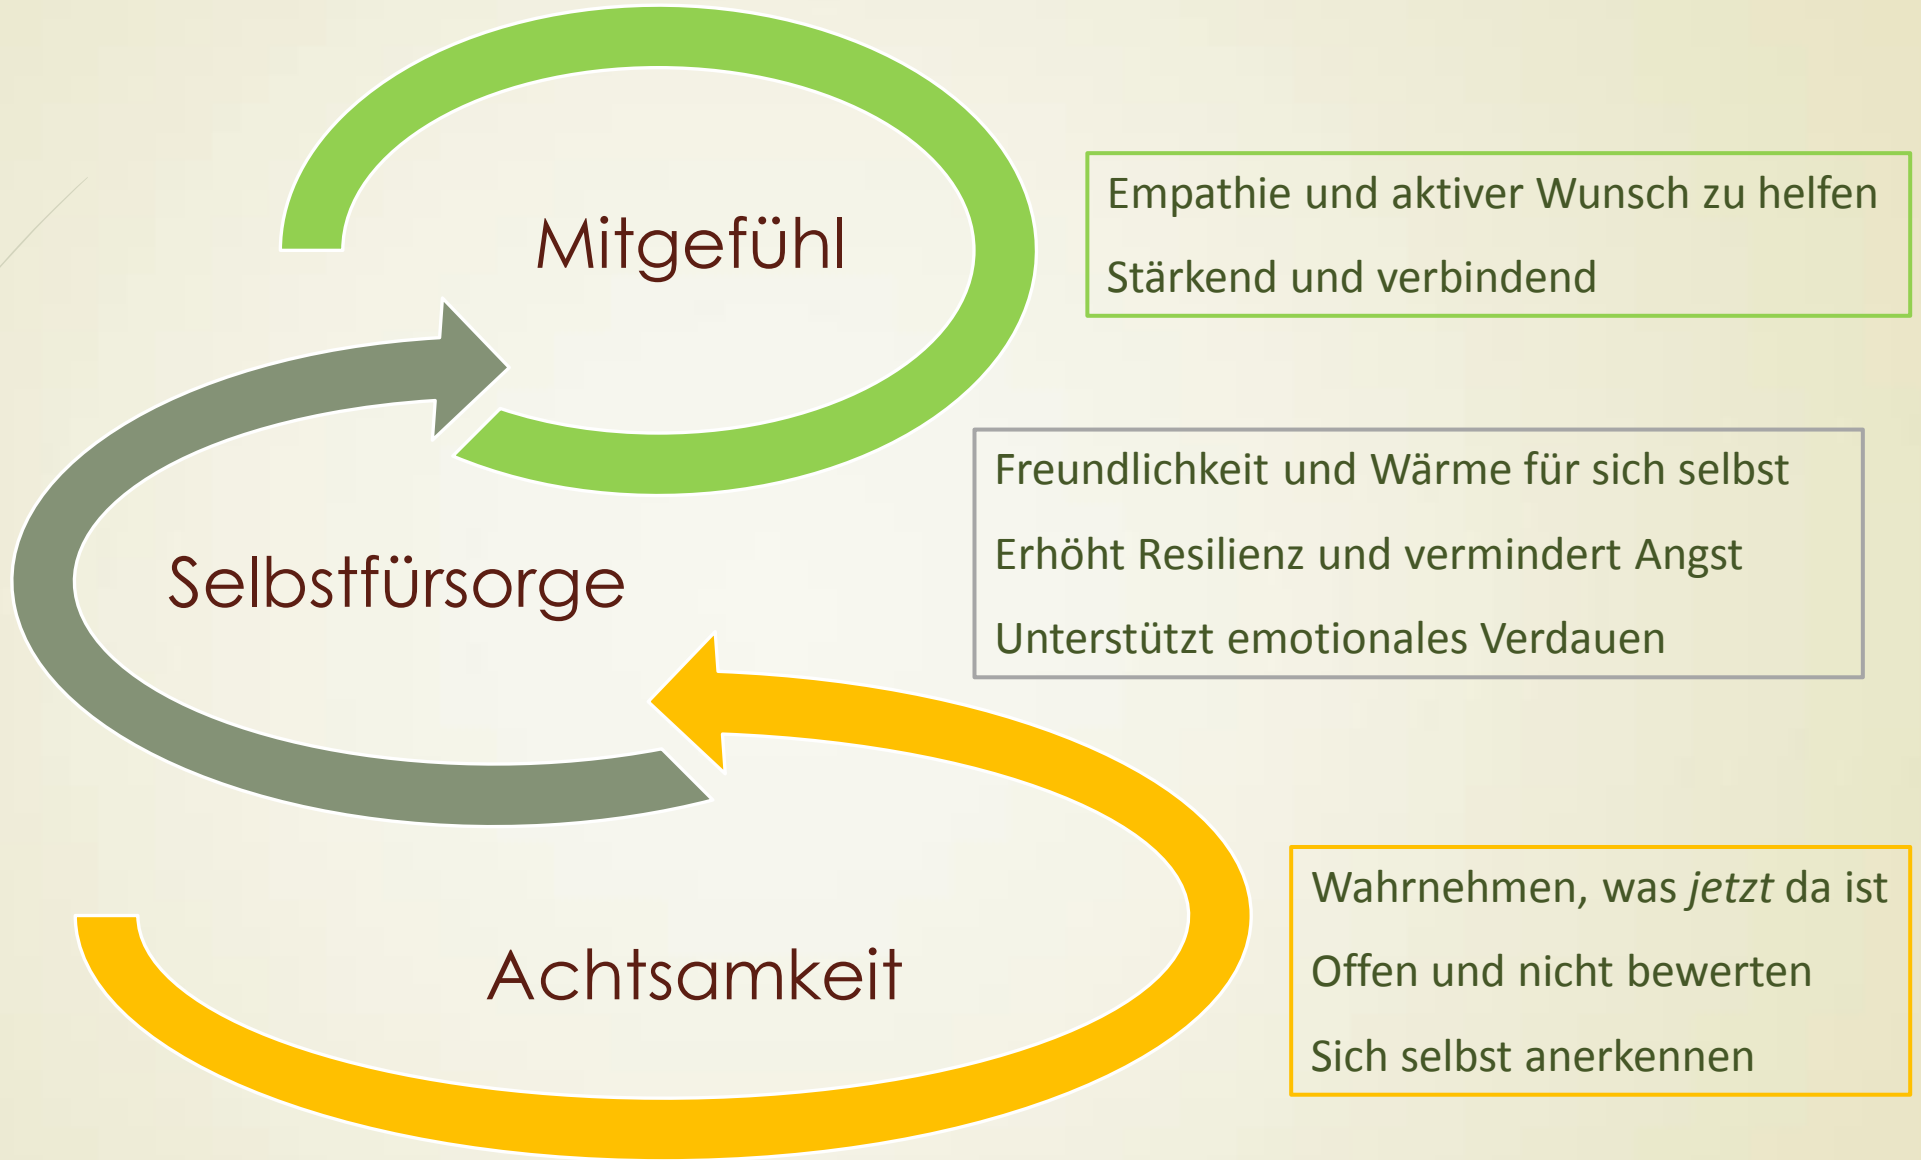 Mitgefühl
Empathie und aktiver Wunsch zu helfen
Stärkend und verbindend
Selbstfürsorge
Freundlichkeit und Wärme für sich selbst
Erhöht Resilienz und vermindert Angst
Unterstützt emotionales Verdauen
Achtsamkeit
Wahrnehmen, was jetzt da ist
Offen und nicht bewerten
Sich selbst anerkennen